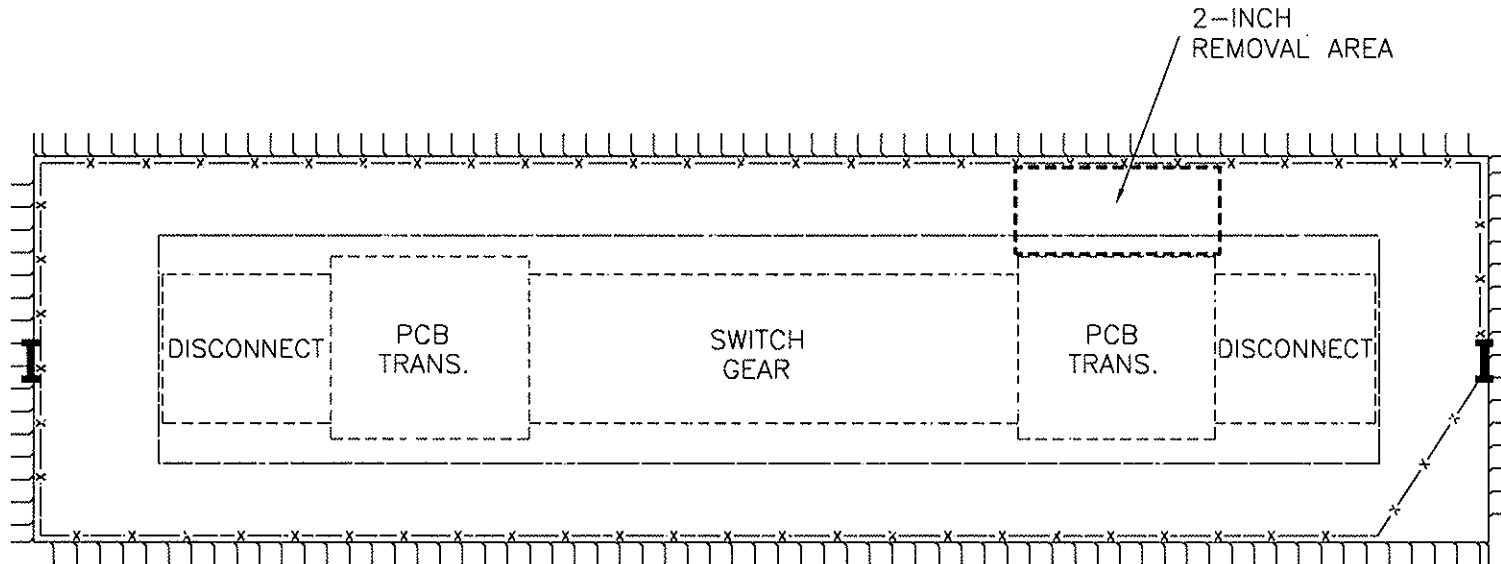 2-INCH
REMOVAL AREA
DISCONNECT
PCB
TRANS.
SWITCH
GEAR
PCB
TRANS.
DISCONNECT